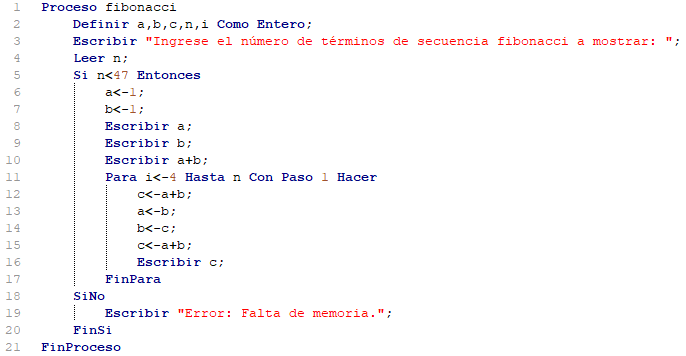 1 Proceso fibonacci
2 Definir a,b,c,n,i Como Entero;
3 Escribir "Ingrese el número de términos de secuencia fibonacci a mostrar: ";
4 Leer n;
5 Si n<47 Entonces
6 a<-1;
7 b<-1;
8 Escribir a;
9 Escribir b;
10 Escribir a+b;
11 Para i<-4 Hasta n Con Paso 1 Hacer
12 c<-a+b;
13 a<-b;
14 b<-c;
15 c<-a+b;
16 Escribir c;
17 FinPara
18 SiNo
19 Escribir "Error: Falta de memoria.";
20 FinSi
21 FinProceso